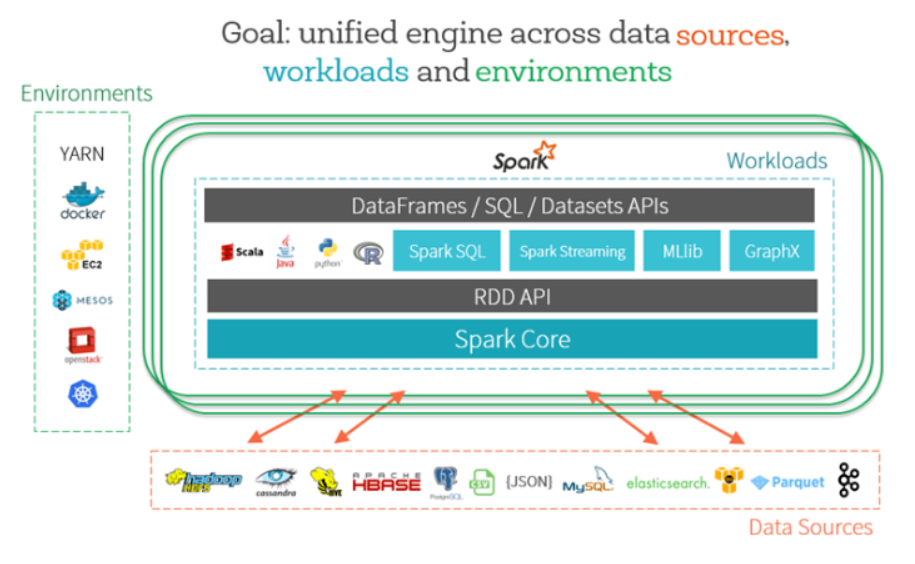 Goal: unified engine across data sources,
workloads and environments
Environments
YARN
docker
EC2
MESOS
openstack
Spark
Workloads
DataFrames / SQL / Datasets APIs
Scala
Java
python
R
Spark SQL
Spark Streaming
MLlib
GraphX
RDD API
Spark Core
hadoop
HDFS
cassandra
HIVE
APACHE
HBASE
PostgreSQL
CSV
{JSON}
MySQL
elasticsearch.
Parquet
Data Sources